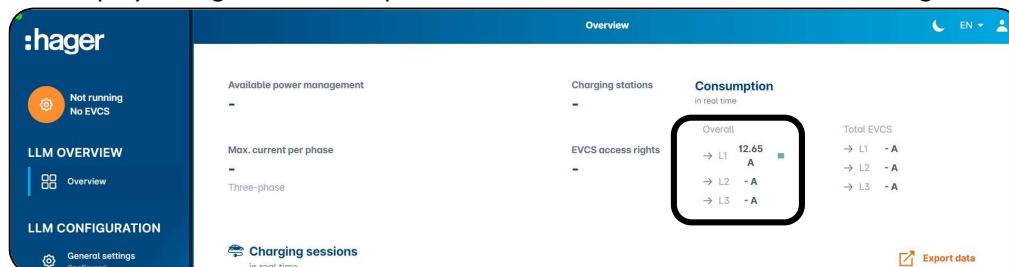 Overview
EN
:hager
Not running
No EVCS
LLM OVERVIEW
Overview
LLM CONFIGURATION
General settings
Configured
Available power management
-
Max. current per phase
-
Three-phase
Charging stations
-
EVCS access rights
-
Consumption
in real time
Overall
→ L1 12.65
A
→ L2 - A
→ L3 - A
Total EVCS
→ L1 - A
→ L2 - A
→ L3 - A
Charging sessions
in real time
Export data